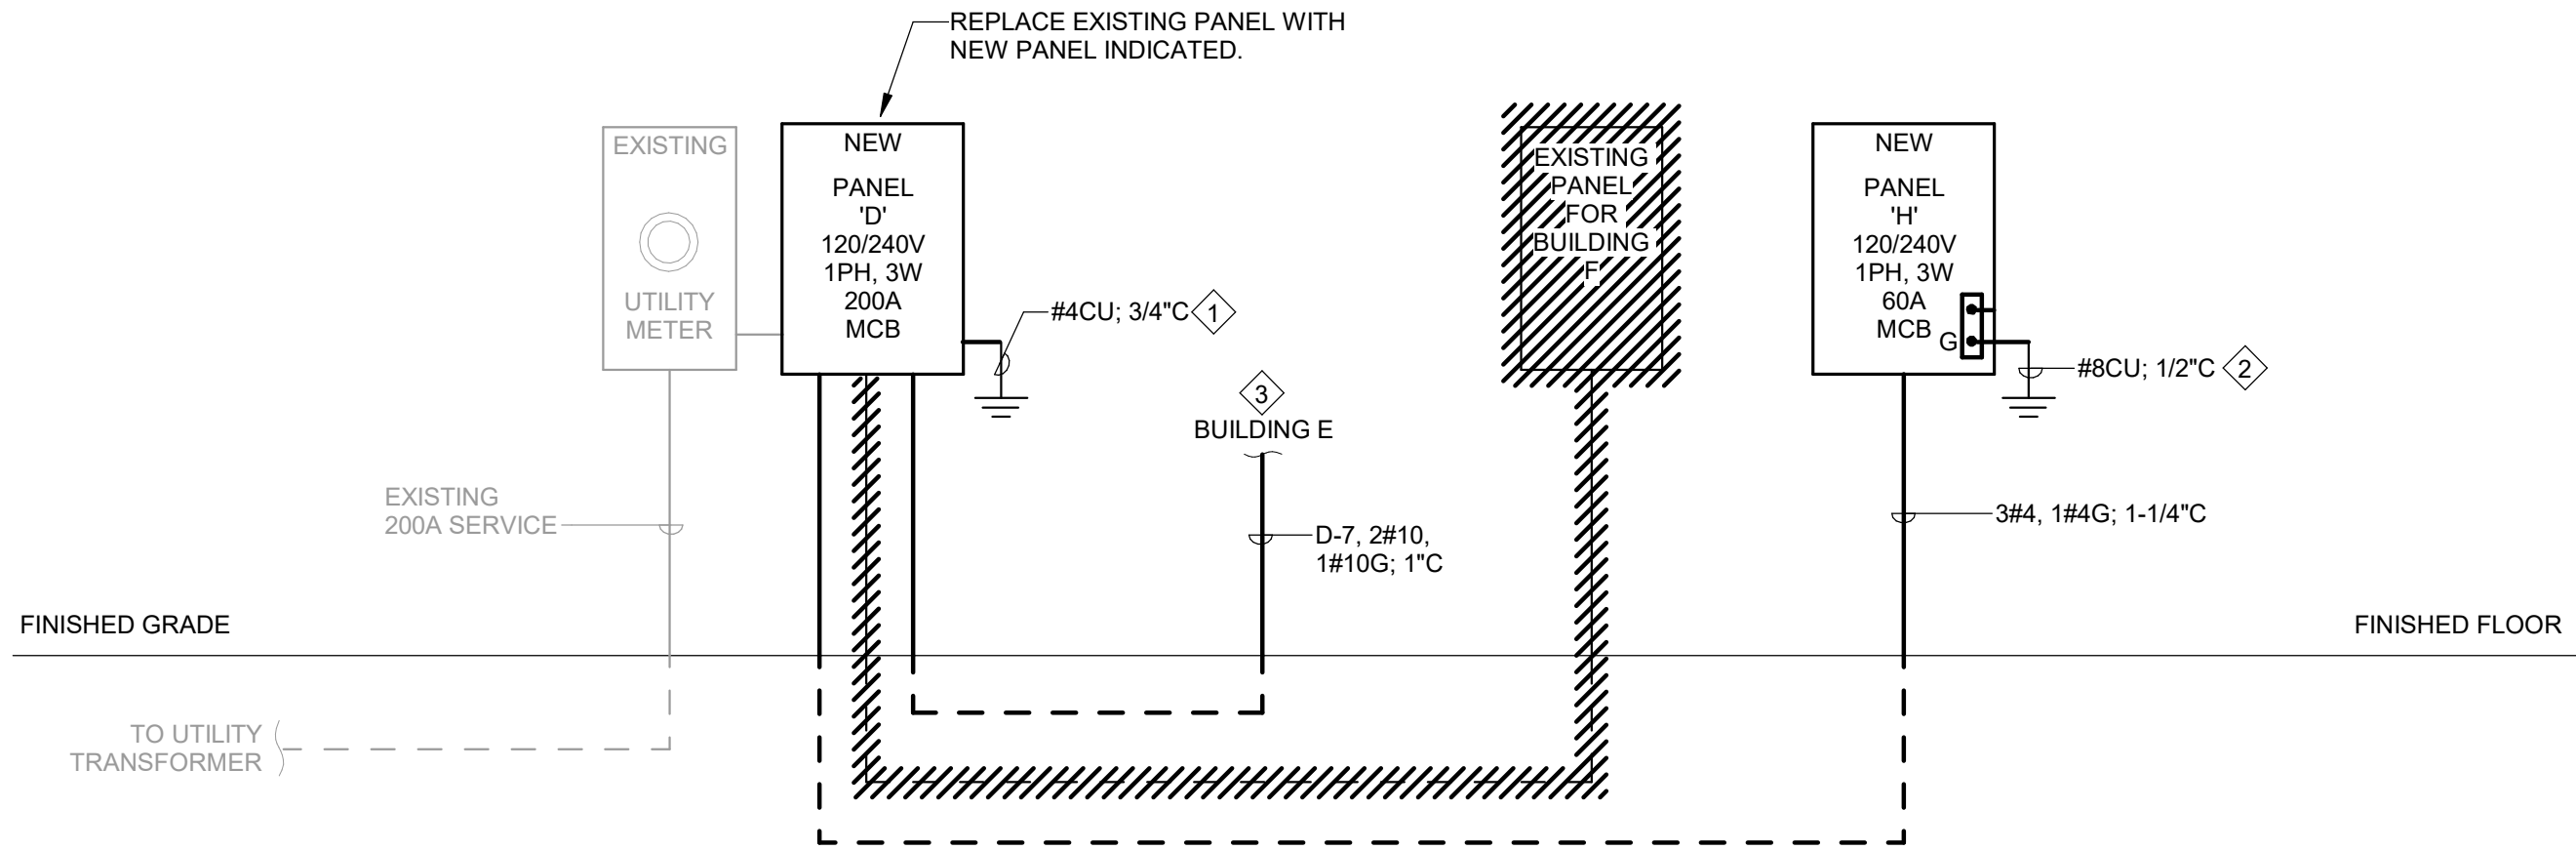 REPLACE EXISTING PANEL WITH
NEW PANEL INDICATED.
EXISTING
UTILITY
METER
NEW
PANEL
'D'
120/240V
1PH, 3W
200A
MCB
#4CU; 3/4"C
1
EXISTING
PANEL
FOR
BUILDING
F
NEW
PANEL
'H'
120/240V
1PH, 3W
60A
MCB
G
#8CU; 1/2"C
2
3
BUILDING E
EXISTING
200A SERVICE
D-7, 2#10,
1#10G; 1"C
3#4, 1#4G; 1-1/4"C
FINISHED GRADE
FINISHED FLOOR
TO UTILITY
TRANSFORMER